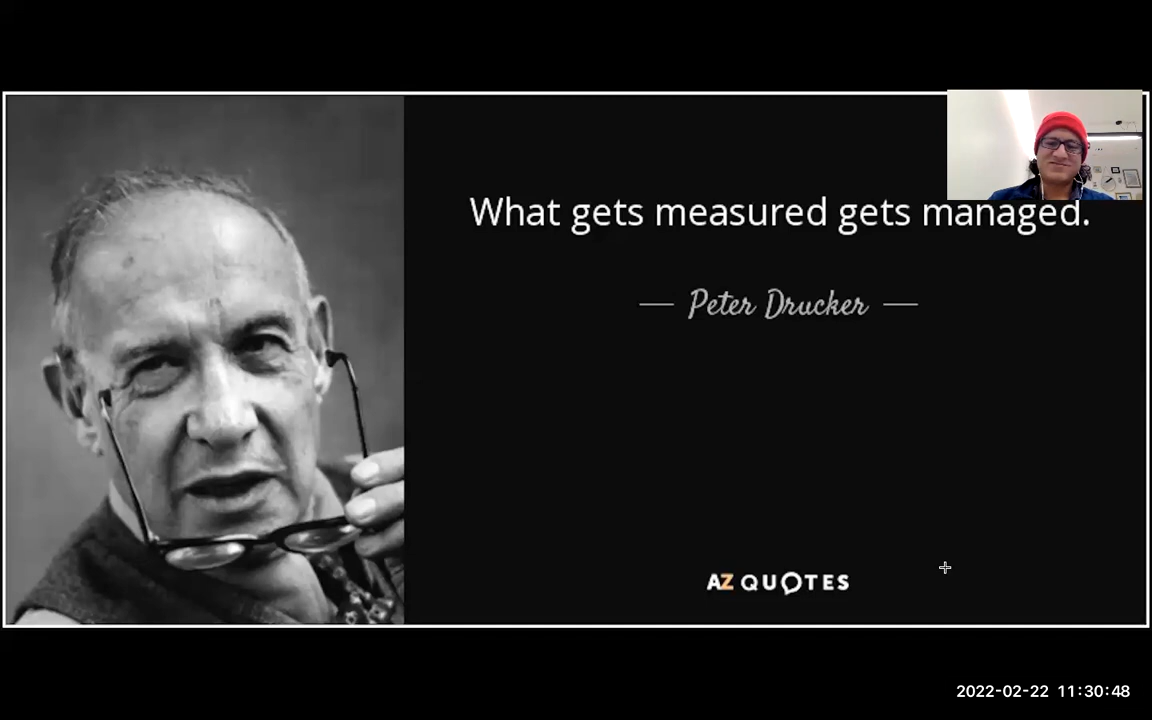 What gets measured gets managed.
Peter Drucker
AZ QUOTES
2022-02-22 11:30:48